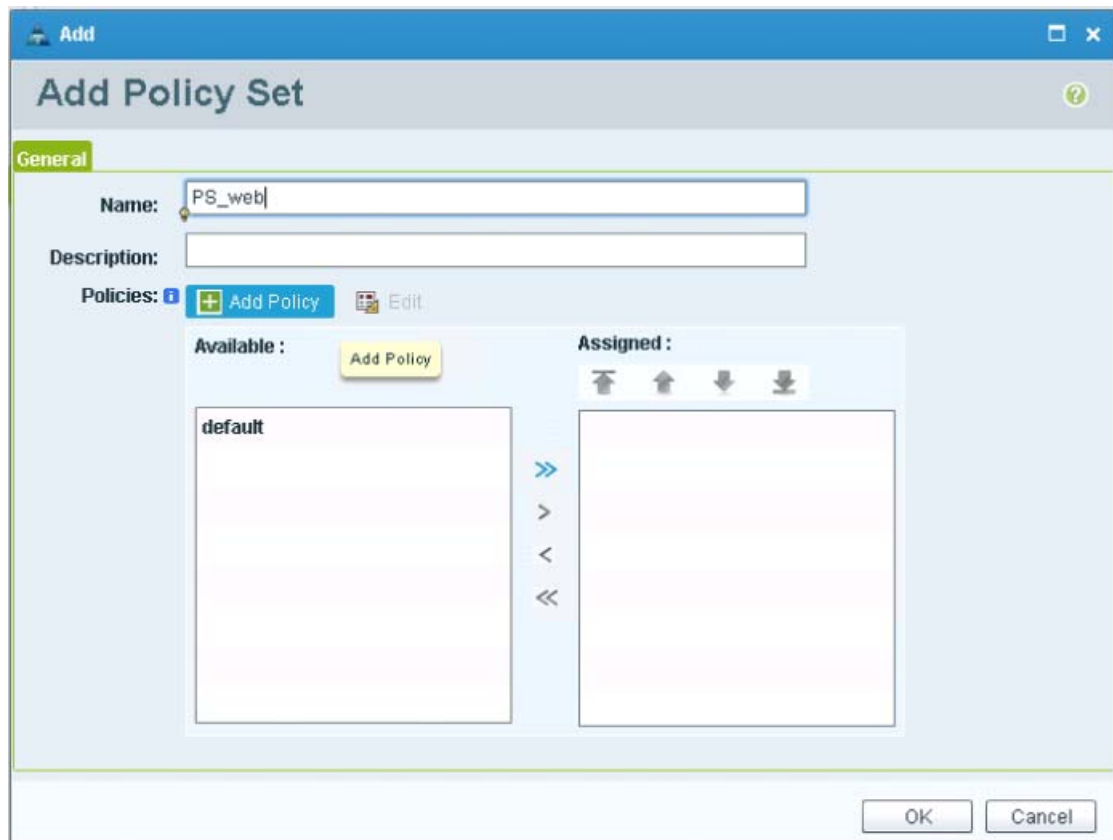 Add
Add Policy Set
General
Name:
PS_web
Description:
Policies:
Add Policy
Edit
Available :
Add Policy
Assigned :
default
>>
>
<
<<
OK
Cancel